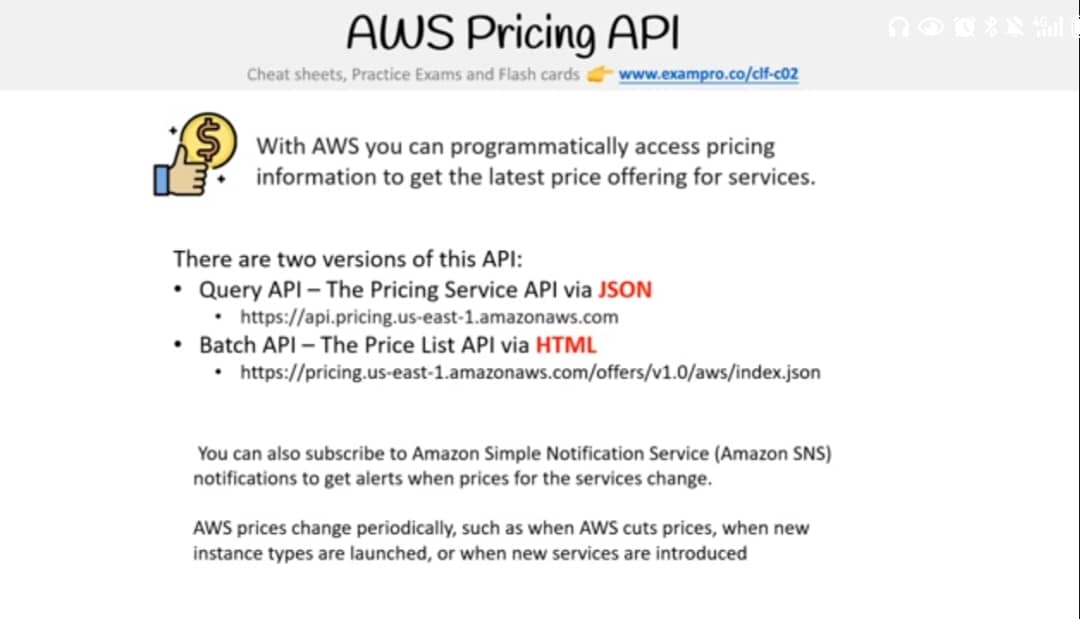 AWS Pricing API
Cheat sheets, Practice Exams and Flash cards 👉 www.exampro.co/clf-c02
With AWS you can programmatically access pricing
information to get the latest price offering for services.
There are two versions of this API:
• Query API – The Pricing Service API via JSON
• https://api.pricing.us-east-1.amazonaws.com
• Batch API – The Price List API via HTML
• https://pricing.us-east-1.amazonaws.com/offers/v1.0/aws/index.json
You can also subscribe to Amazon Simple Notification Service (Amazon SNS)
notifications to get alerts when prices for the services change.
AWS prices change periodically, such as when AWS cuts prices, when new
instance types are launched, or when new services are introduced